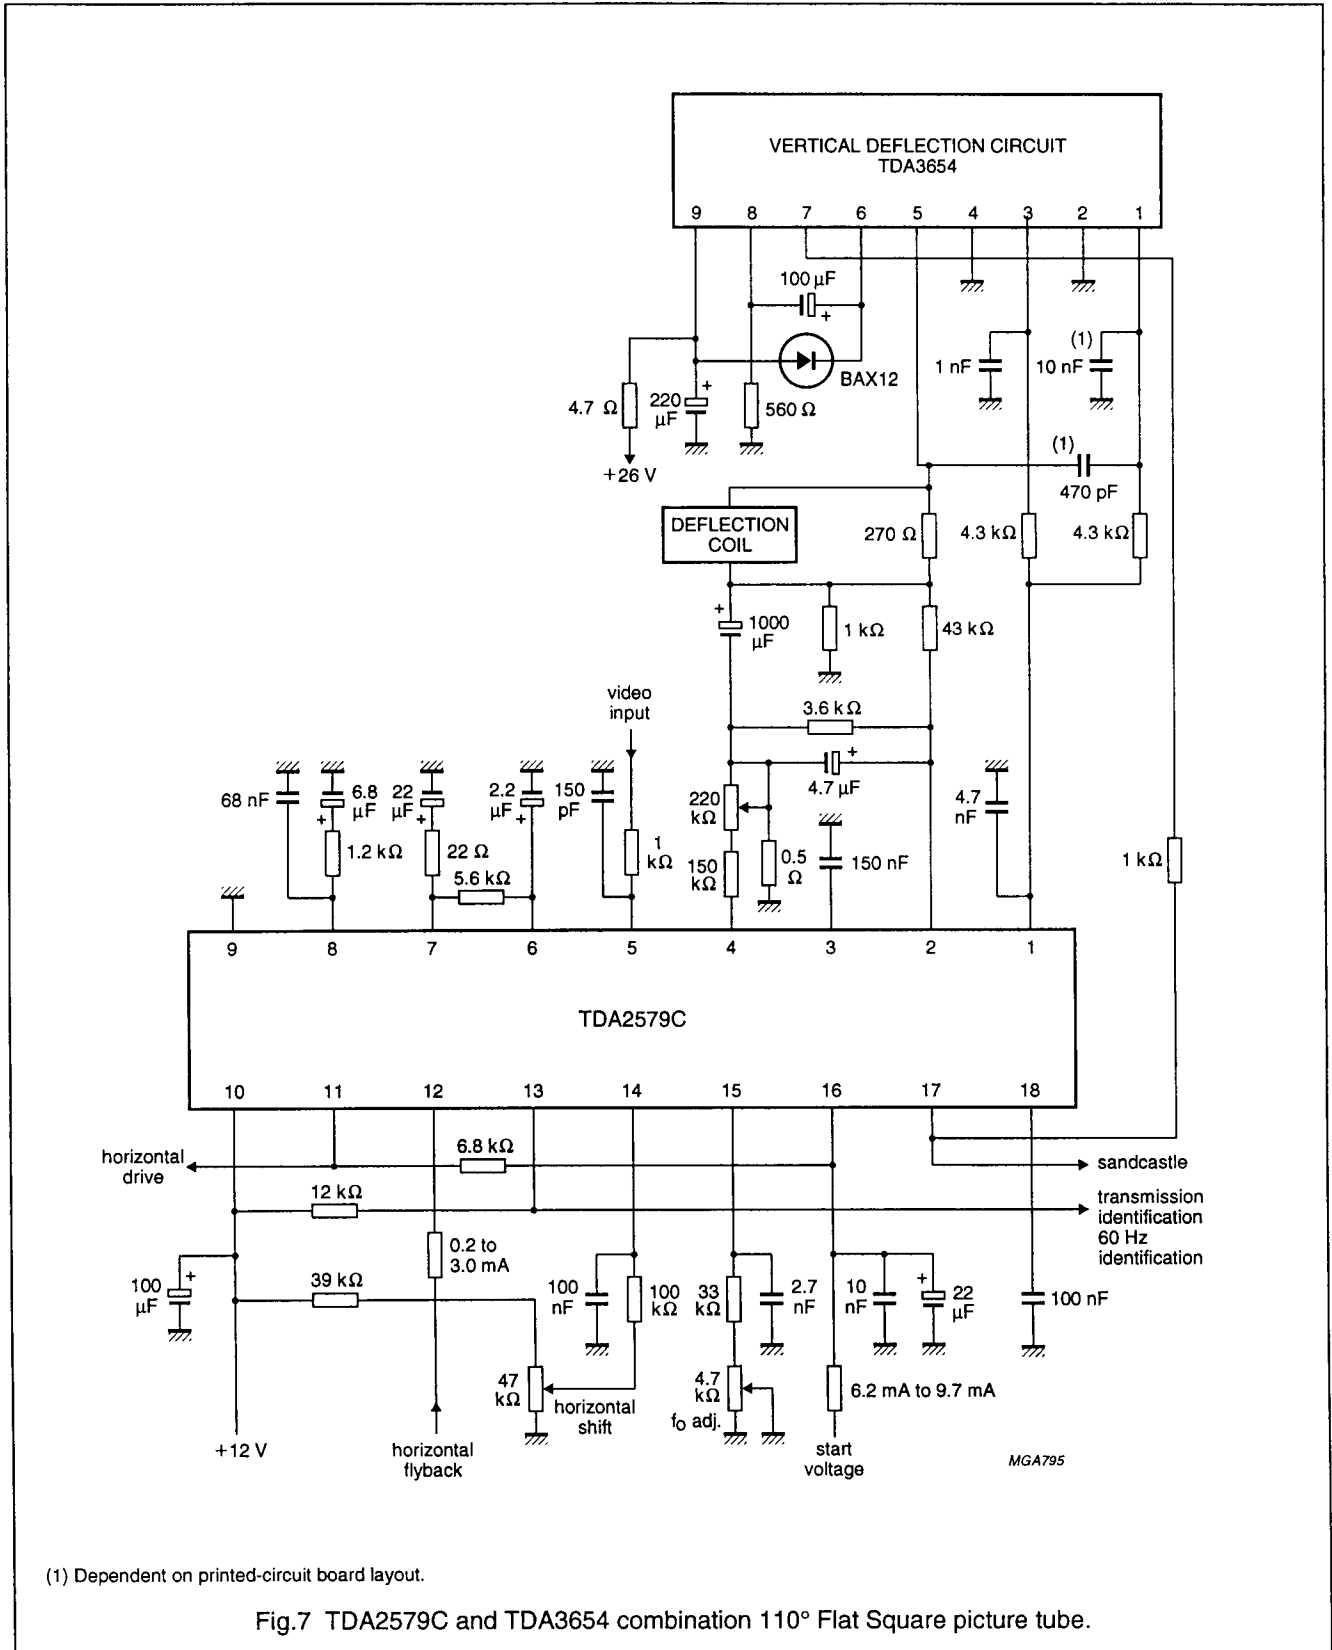 VERTICAL DEFLECTION CIRCUIT
TDA3654
9 8 7 6 5 4 3 2 1
100 μF
+
(1)
1 nF
10 nF
BAX12
+
4.7 Ω
220
μF
560 Ω
+26 V
(1)
470 pF
DEFLECTION
COIL
270 Ω
4.3 kΩ
4.3 kΩ
+
1000
μF
1 kΩ
43 kΩ
video
input
3.6 kΩ
+
4.7 μF
68 nF
6.8
μF
+
22
μF
+
2.2
μF
+
150
pF
220
kΩ
4.7
nF
1.2 kΩ
22 Ω
5.6 kΩ
1
kΩ
150
kΩ
0.5
Ω
150 nF
1 kΩ
9 8 7 6 5 4 3 2 1
TDA2579C
10 11 12 13 14 15 16 17 18
horizontal
drive
6.8 kΩ
sandcastle
12 kΩ
transmission
identification
60 Hz
identification
0.2 to
3.0 mA
100
μF
+
39 kΩ
100
nF
100
kΩ
33
kΩ
2.7
nF
10
nF
+
22
μF
100 nF
47
kΩ
horizontal
shift
4.7
kΩ
fO adj.
6.2 mA to 9.7 mA
+12 V
horizontal
flyback
start
voltage
MGA795
(1) Dependent on printed-circuit board layout.
Fig.7 TDA2579C and TDA3654 combination 110° Flat Square picture tube.